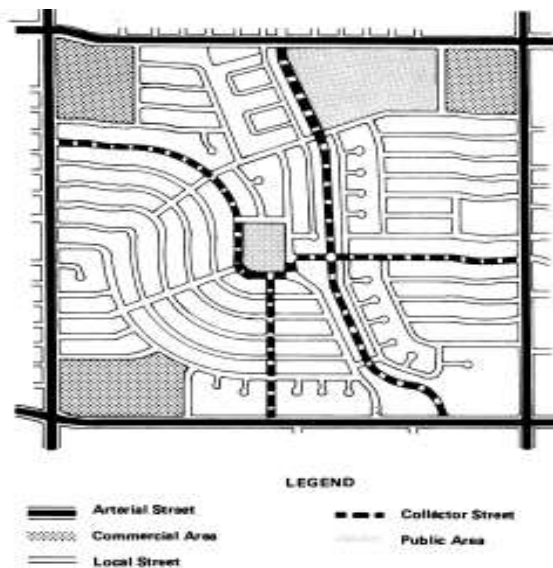 LEGEND
Arterial Street
Commercial Area
Local Street
Collector Street
Public Area